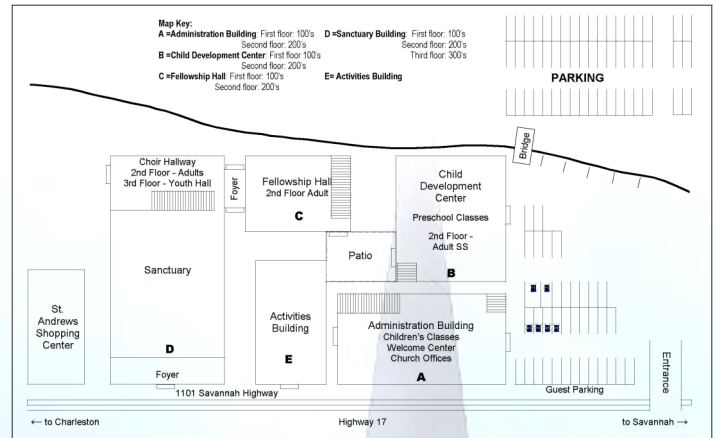 Map Key:
A =Administration Building: First floor: 100's
Second floor: 200's
B =Child Development Center: First floor 100's
Second floor: 200's
C =Fellowship Hall: First floor: 100's
Second floor: 200's
D =Sanctuary Building: First floor: 100's
Second floor: 200's
Third floor: 300's
E= Activities Building
PARKING
Bridge
Choir Hallway
2nd Floor - Adults
3rd Floor - Youth Hall
Foyer
Fellowship Hall
2nd Floor Adult
C
Child
Development
Center
Preschool Classes
2nd Floor -
Adult SS
B
Patio
Sanctuary
D
Foyer
St.
Andrews
Shopping
Center
Activities
Building
E
Administration Building
Children's Classes
Welcome Center
Church Offices
A
Guest Parking
Entrance
1101 Savannah Highway
← to Charleston
Highway 17
to Savannah →